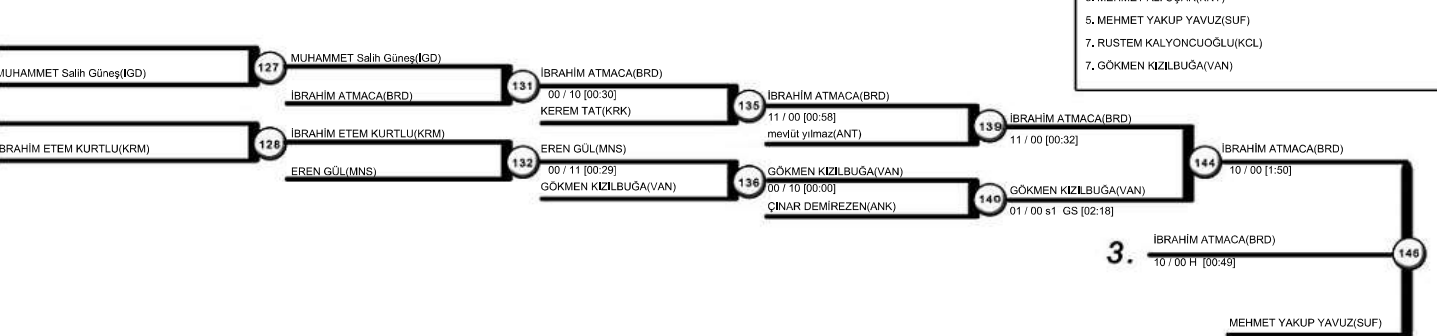 5. MEHMET YAKUP YAVUZ(SUF)
7. RUSTEM KALYONCUOĞLU(KCL)
7. GÖKMEN KIZILBUĞA(VAN)
MUHAMMET Salih Güneş(IGD)
127
MUHAMMET Salih Güneş(IGD)
İBRAHİM ATMACA(BRD)
131
İBRAHİM ATMACA(BRD)
00 / 10 [00:30]
KEREM TAT(KRK)
135
İBRAHİM ATMACA(BRD)
11 / 00 [00:58]
mevlüt yılmaz(ANT)
139
İBRAHİM ATMACA(BRD)
11 / 00 [00:32]
İBRAHİM ETEM KURTLU(KRM)
128
İBRAHİM ETEM KURTLU(KRM)
EREN GÜL(MNS)
132
EREN GÜL(MNS)
00 / 11 [00:29]
GÖKMEN KIZILBUĞA(VAN)
136
GÖKMEN KIZILBUĞA(VAN)
00 / 10 [00:00]
ÇINAR DEMİREZEN(ANK)
140
GÖKMEN KIZILBUĞA(VAN)
01 / 00 s1 GS [02:18]
144
İBRAHİM ATMACA(BRD)
10 / 00 [1:50]
3.
İBRAHİM ATMACA(BRD)
10 / 00 H [00:49]
146
MEHMET YAKUP YAVUZ(SUF)